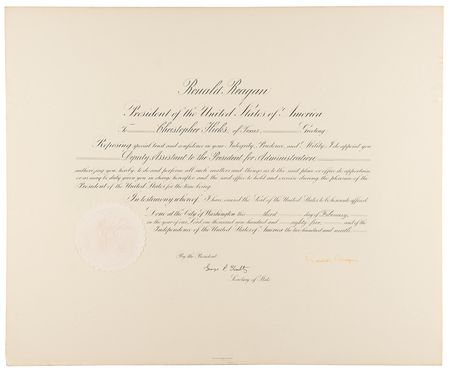 Ronald Reagan
President of the United States of America
To Christopher Hicks, of Texas Greeting
Reposing special trust and confidence in your Integrity, Prudence, and Ability I do appoint you
Deputy Assistant to the President for Administration
authorizing you, hereby, to do and perform all such matters and things as to the said place or office do appertain
or as may be duly given you in charge hereafter and the said office to hold and exercise during the pleasure of the
President of the United States for the time being.
In testimony whereof, I have caused the Seal of the United States to be hereunto affixed.
Done at the City of Washington this third day of February,
in the year of our Lord one thousand nine hundred and eighty five, and of the
Independence of the United States of America the two hundred and ninth.
By the President:
Ronald Reagan
George P. Shultz
Secretary of State.